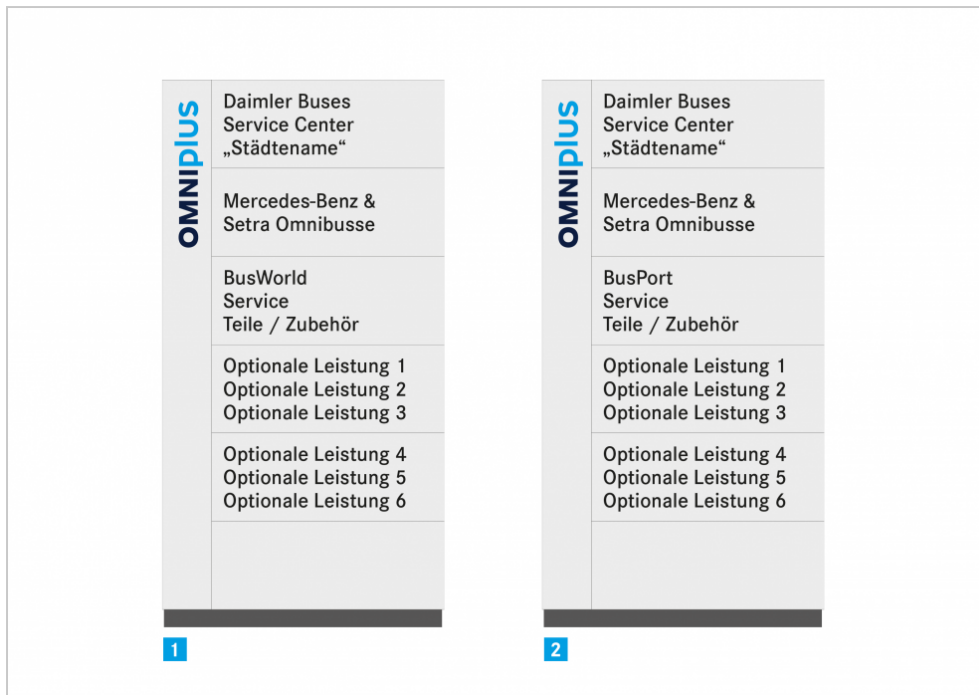 OMNIplus
Daimler Buses
Service Center
„Städtename“
Mercedes-Benz &
Setra Omnibusse
BusWorld
Service
Teile / Zubehör
Optionale Leistung 1
Optionale Leistung 2
Optionale Leistung 3
Optionale Leistung 4
Optionale Leistung 5
Optionale Leistung 6
1
OMNIplus
Daimler Buses
Service Center
„Städtename“
Mercedes-Benz &
Setra Omnibusse
BusPort
Service
Teile / Zubehör
Optionale Leistung 1
Optionale Leistung 2
Optionale Leistung 3
Optionale Leistung 4
Optionale Leistung 5
Optionale Leistung 6
2